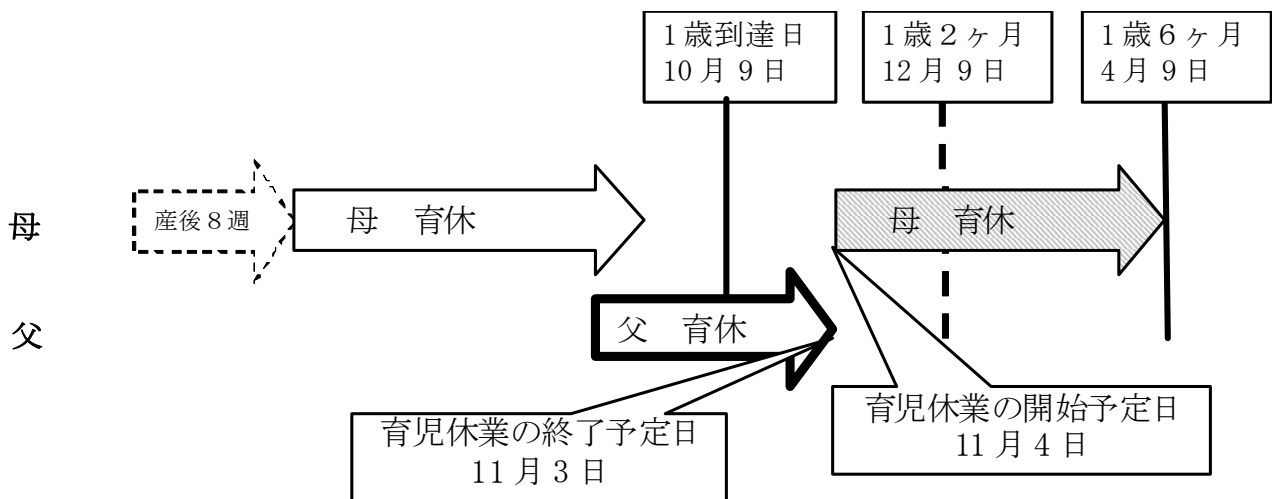 1歳到達日
10月9日
1歳2ヶ月
12月9日
1歳6ヶ月
4月9日
母
産後8週
母　育休
母　育休
父
父　育休
育児休業の終了予定日
11月3日
育児休業の開始予定日
11月4日